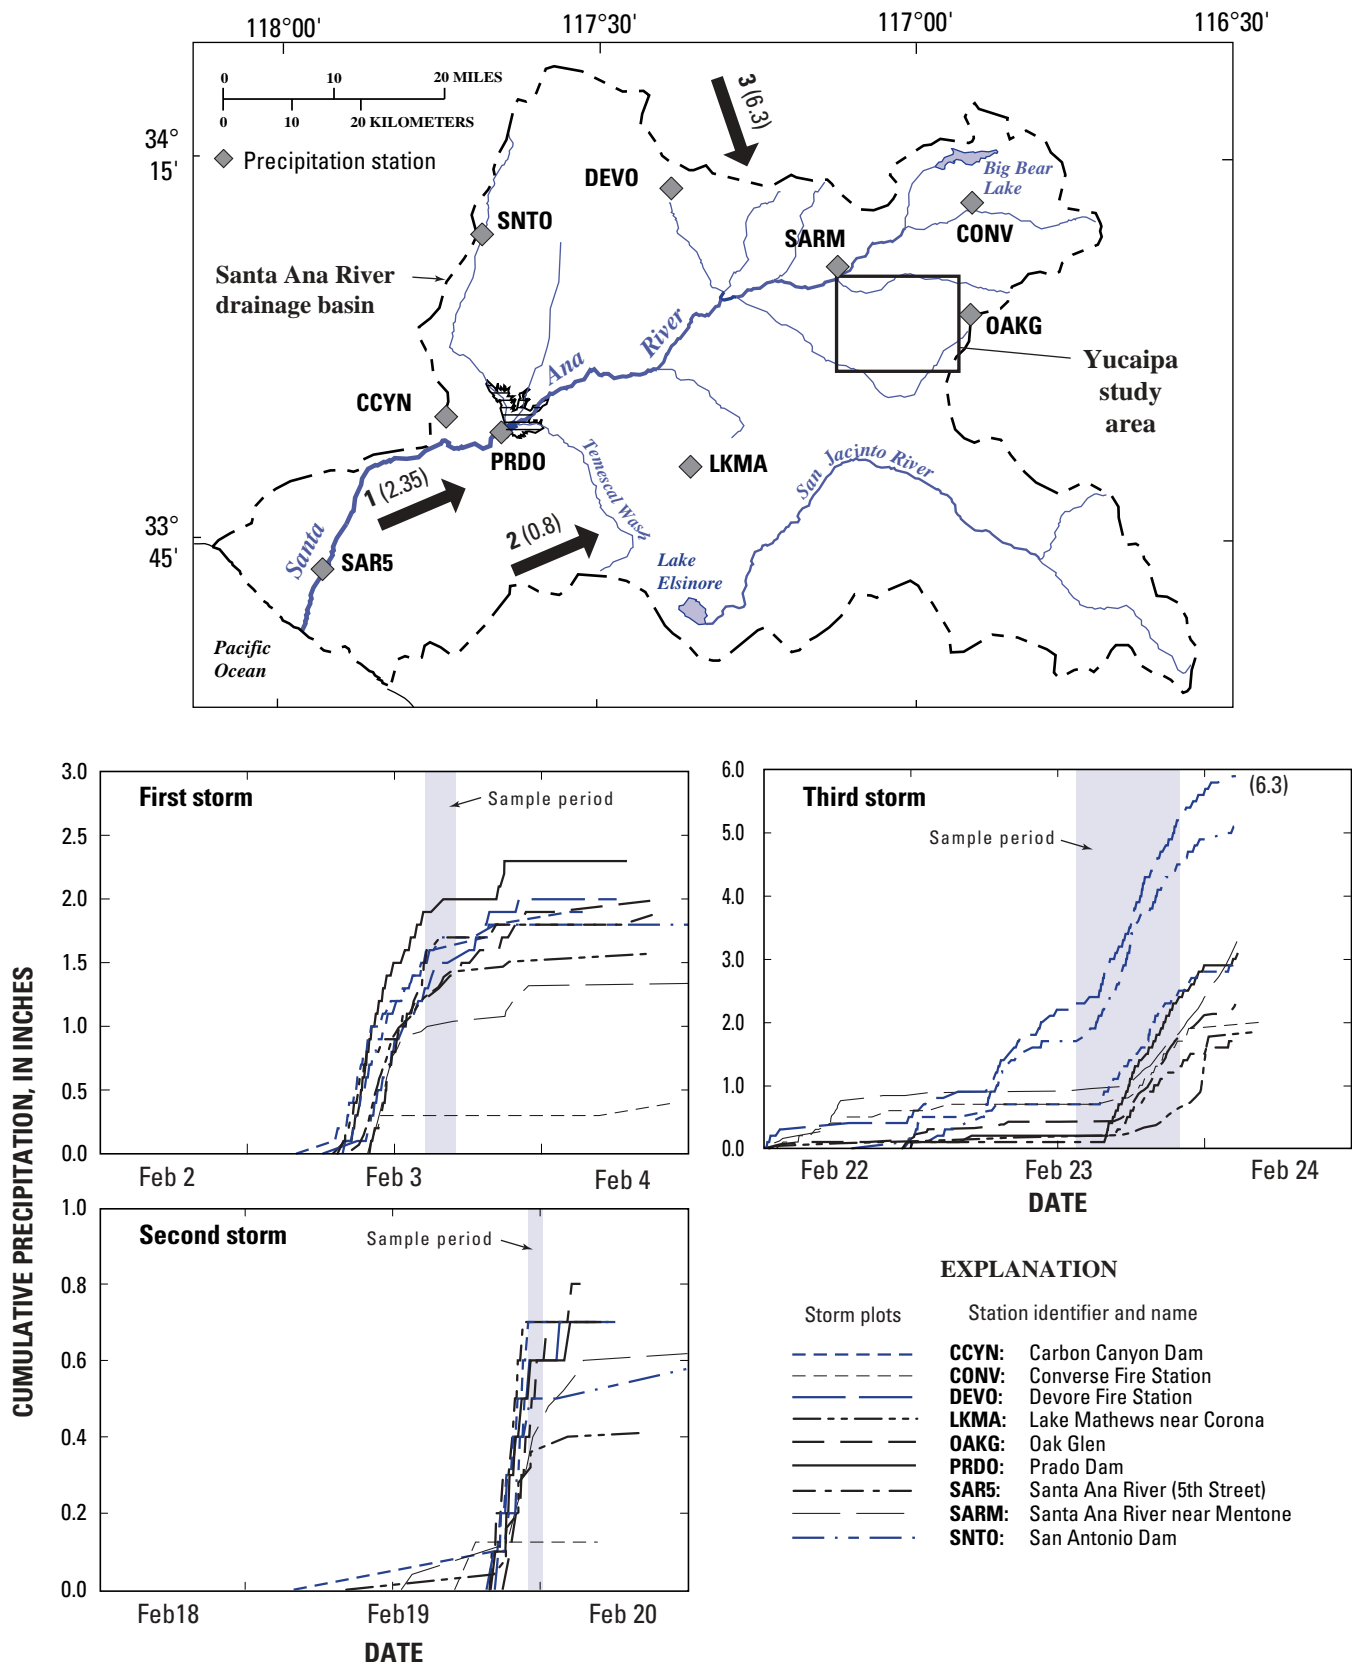 118°00'
117°30'
117°00'
116°30'
0 10 20 MILES
0 10 20 KILOMETERS
Precipitation station
34°
15'
33°
45'
3 (6.3)
DEVO
Big Bear
Lake
SNTO
SARM
CONV
Santa Ana River
drainage basin
OAKG
Yucaipa
study
area
Santa
Ana
River
CCYN
PRDO
LKMA
Temescal Wash
San Jacinto River
1 (2.35)
2 (0.8)
SAR5
Lake
Elsinore
Pacific
Ocean
CUMULATIVE PRECIPITATION, IN INCHES
First storm
Sample period
3.0
2.5
2.0
1.5
1.0
0.5
0.0
Feb 2
Feb 3
Feb 4
Third storm
(6.3)
Sample period
6.0
5.0
4.0
3.0
2.0
1.0
0.0
Feb 22
Feb 23
Feb 24
DATE
Second storm
Sample period
1.0
0.8
0.6
0.4
0.2
0.0
Feb18
Feb19
Feb 20
DATE
EXPLANATION
Storm plots
Station identifier and name
CCYN: Carbon Canyon Dam
CONV: Converse Fire Station
DEVO: Devore Fire Station
LKMA: Lake Mathews near Corona
OAKG: Oak Glen
PRDO: Prado Dam
SAR5: Santa Ana River (5th Street)
SARM: Santa Ana River near Mentone
SNTO: San Antonio Dam